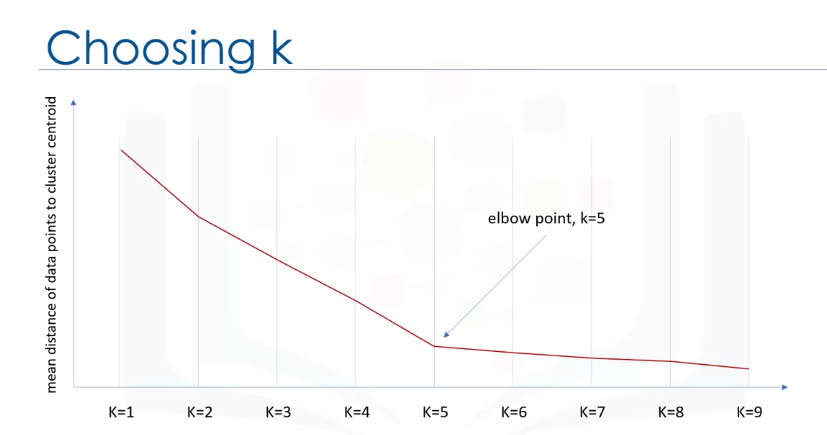 Choosing k
mean distance of data points to cluster centroid
elbow point, k=5
K=1 K=2 K=3 K=4 K=5 K=6 K=7 K=8 K=9